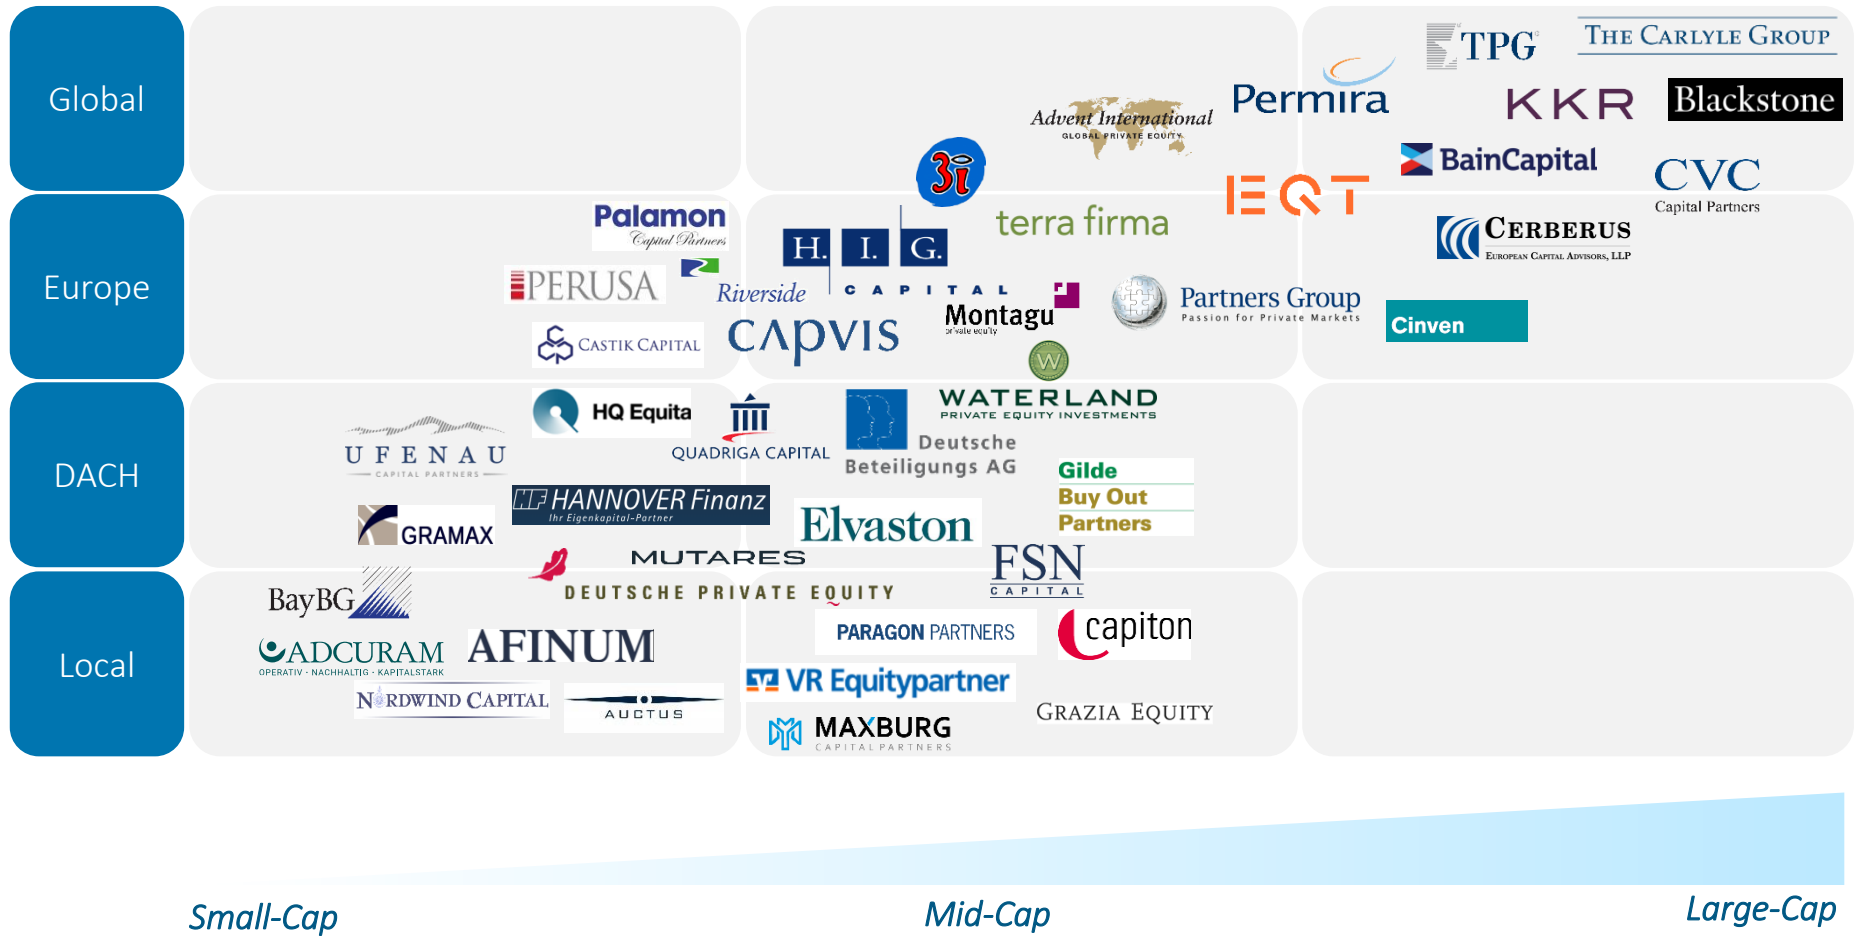 Global
TPG
THE CARLYLE GROUP
Permira
KKR
Blackstone
Advent International
GLOBAL PRIVATE EQUITY
3i
BainCapital
CVC
Capital Partners
EQT
Europe
Palamon
Capital Partners
H.I.G.
CAPITAL
terra firma
CERBERUS
EUROPEAN CAPITAL ADVISORS, LLP
PERUSA
Riverside
Montagu
private equity
Partners Group
Passion for Private Markets
Cinven
CASTIK CAPITAL
CAPVIS
W
WATERLAND
PRIVATE EQUITY INVESTMENTS
DACH
HQ Equita
UFENAU
CAPITAL PARTNERS
QUADRIGA CAPITAL
Deutsche
Beteiligungs AG
Gilde
Buy Out
Partners
HF HANNOVER Finanz
Ihr Eigenkapital-Partner
GRAMAX
Elvaston
MUTARES
FSN
CAPITAL
DEUTSCHE PRIVATE EQUITY
Local
BayBG
PARAGON PARTNERS
capiton
ADCURAM
OPERATIV · NACHHALTIG · KAPITALSTARK
AFINUM
VR Equitypartner
NORDWIND CAPITAL
AUCTUS
GRAZIA EQUITY
MAXBURG
CAPITAL PARTNERS
Small-Cap
Mid-Cap
Large-Cap